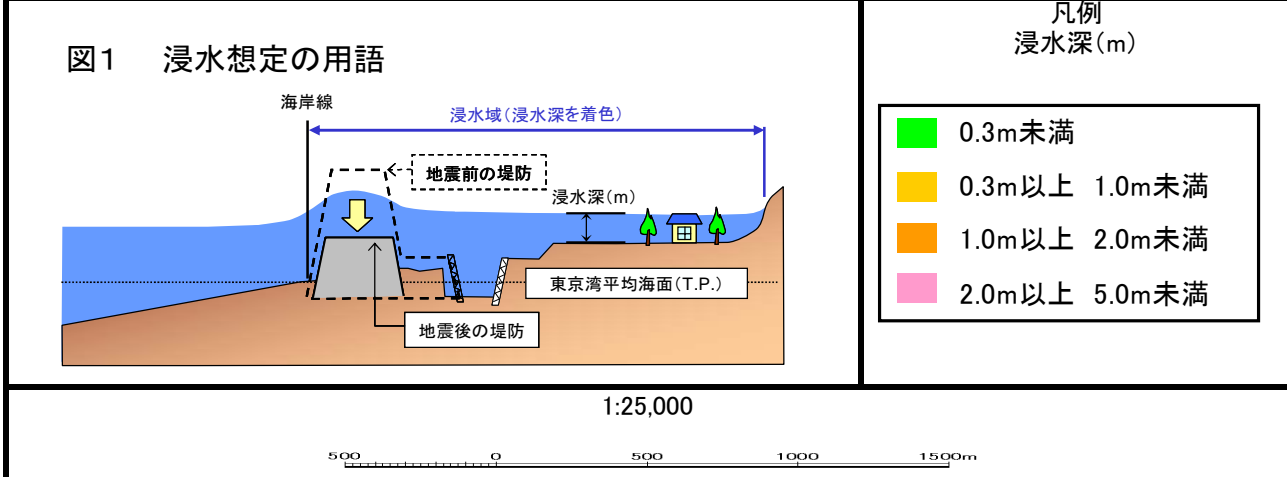 図1 浸水想定の用語
海岸線
浸水域(浸水深を着色)
地震前の堤防
浸水深(m)
東京湾平均海面(T.P.)
地震後の堤防
凡例
浸水深(m)
0.3m未満
0.3m以上 1.0m未満
1.0m以上 2.0m未満
2.0m以上 5.0m未満
1:25,000
500 0 500 1000 1500m